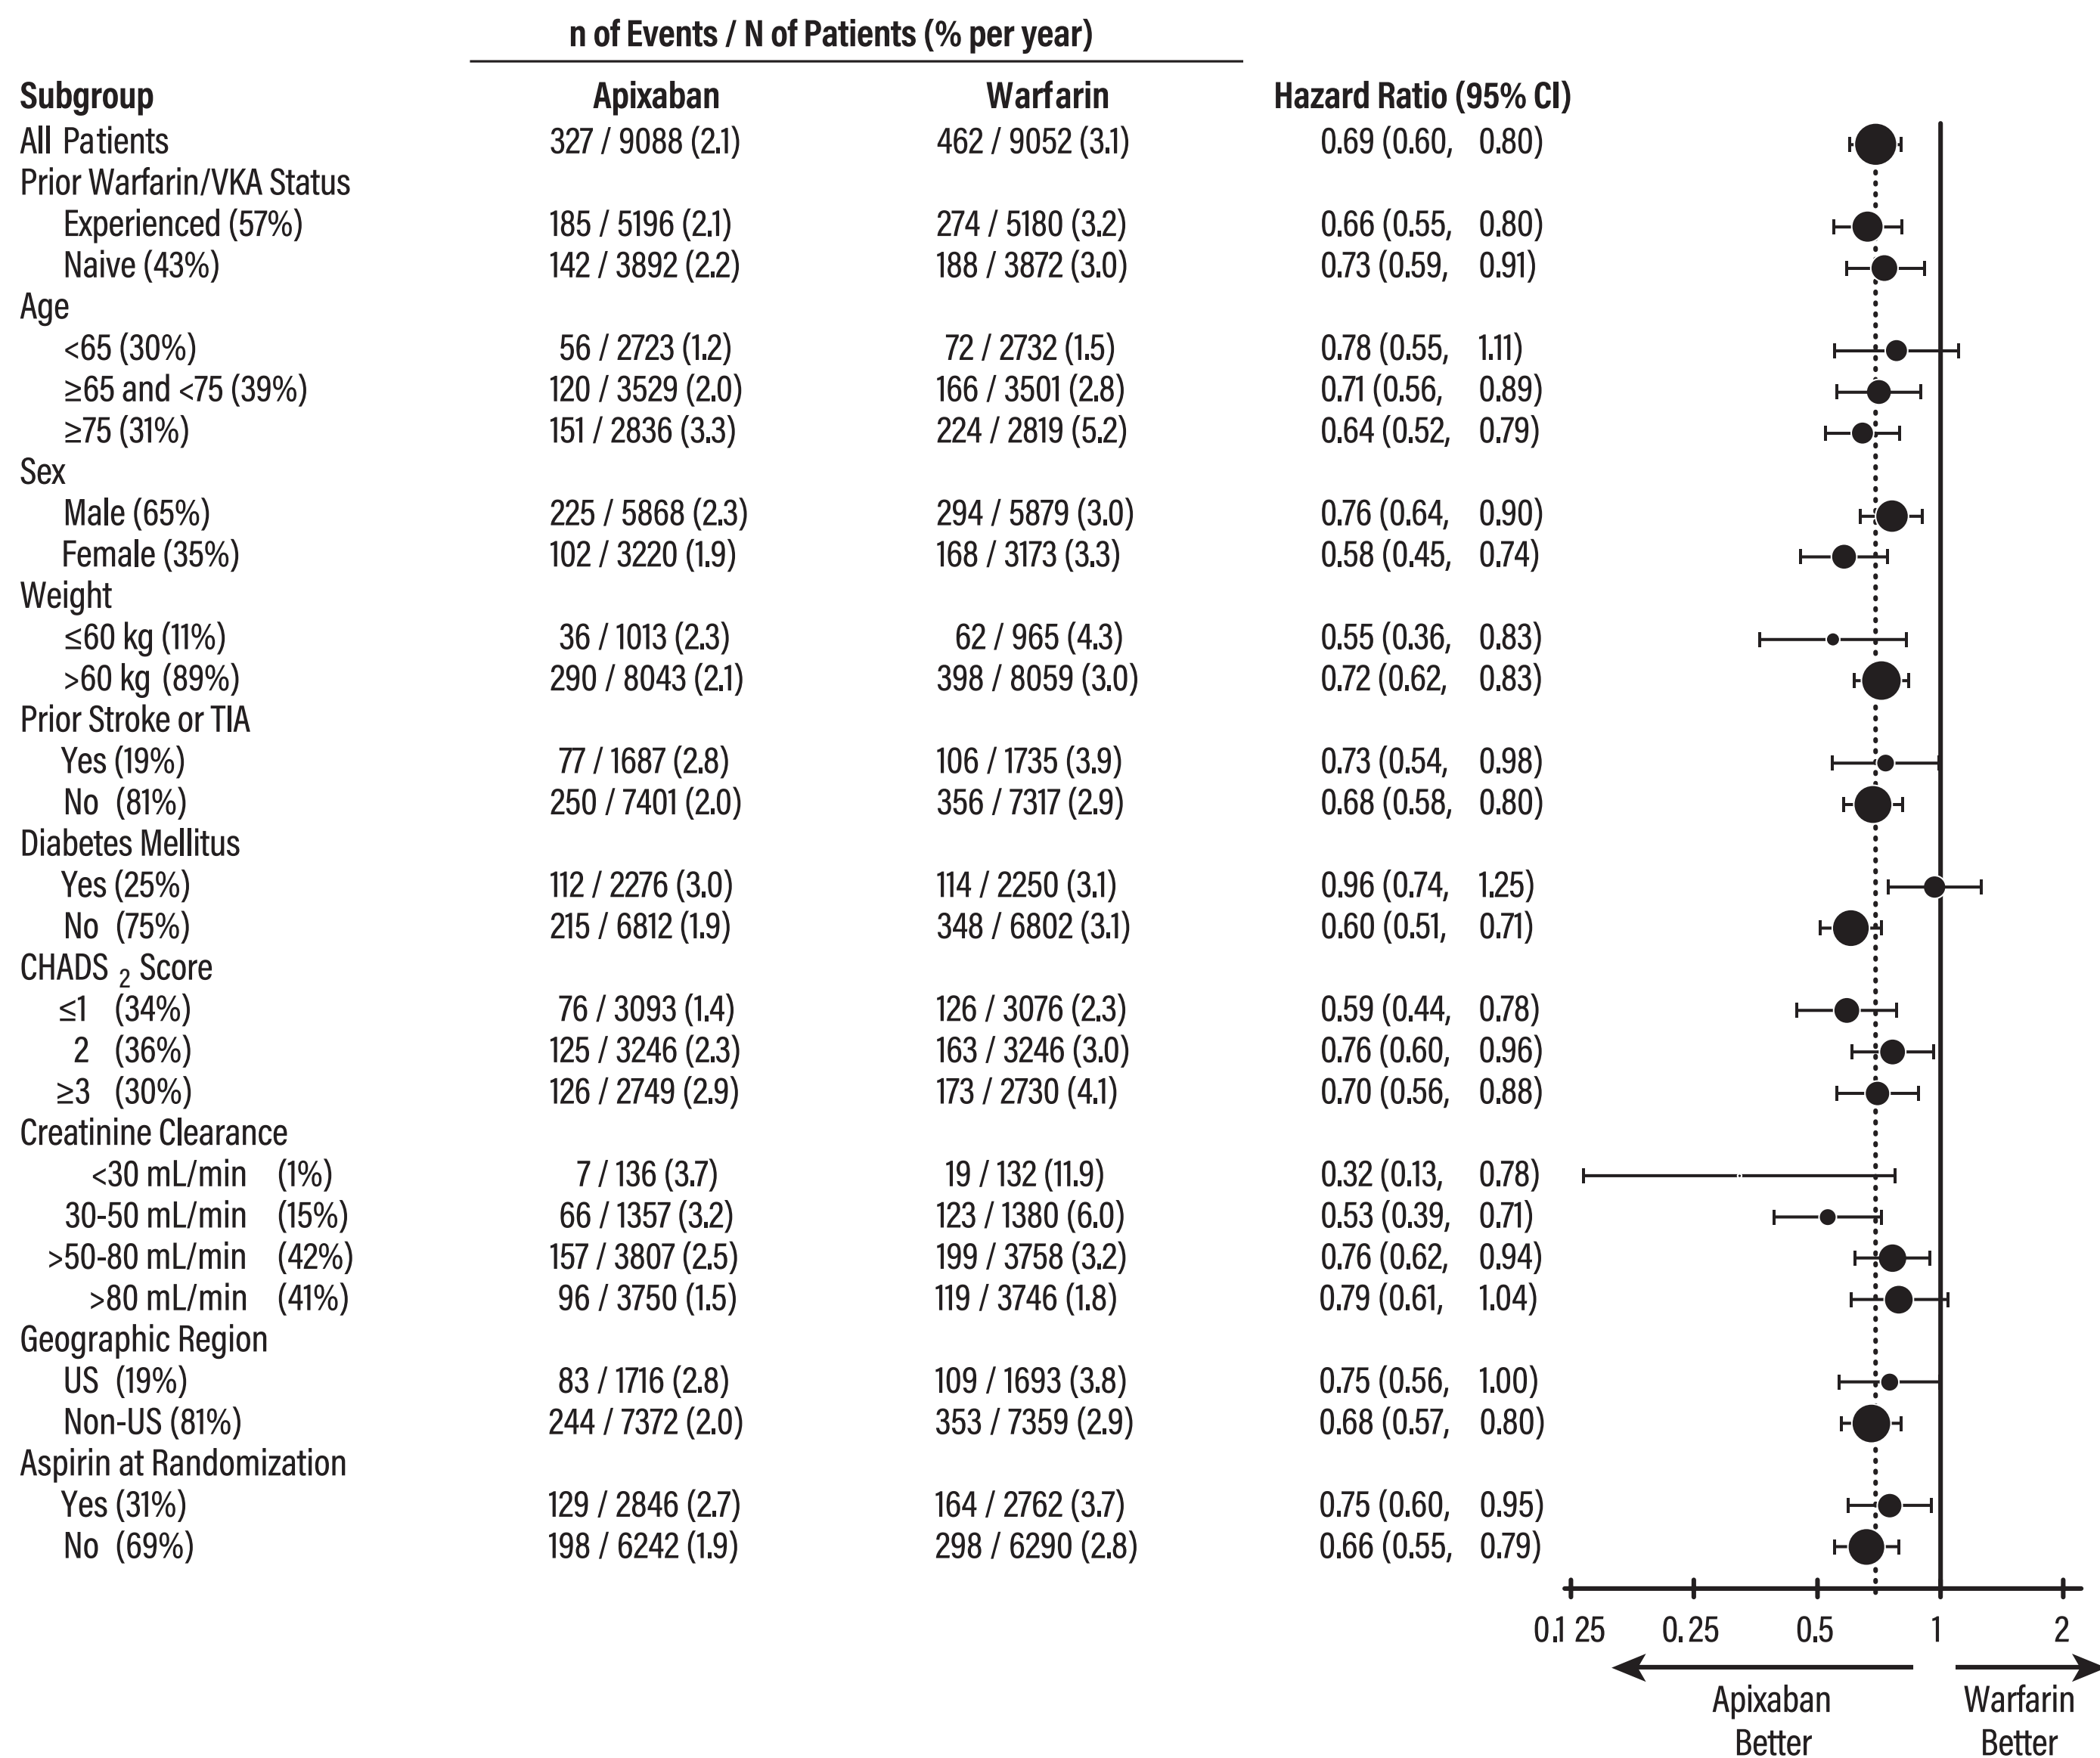 n of Events / N of Patients (% per year)
Subgroup Apixaban Warfarin Hazard Ratio (95% CI)
All Patients 327 / 9088 (2.1) 462 / 9052 (3.1) 0.69 (0.60, 0.80)
Prior Warfarin/VKA Status
Experienced (57%) 185 / 5196 (2.1) 274 / 5180 (3.2) 0.66 (0.55, 0.80)
Naive (43%) 142 / 3892 (2.2) 188 / 3872 (3.0) 0.73 (0.59, 0.91)
Age
<65 (30%) 56 / 2723 (1.2) 72 / 2732 (1.5) 0.78 (0.55, 1.11)
≥65 and <75 (39%) 120 / 3529 (2.0) 166 / 3501 (2.8) 0.71 (0.56, 0.89)
≥75 (31%) 151 / 2836 (3.3) 224 / 2819 (5.2) 0.64 (0.52, 0.79)
Sex
Male (65%) 225 / 5868 (2.3) 294 / 5879 (3.0) 0.76 (0.64, 0.90)
Female (35%) 102 / 3220 (1.9) 168 / 3173 (3.3) 0.58 (0.45, 0.74)
Weight
≤60 kg (11%) 36 / 1013 (2.3) 62 / 965 (4.3) 0.55 (0.36, 0.83)
>60 kg (89%) 290 / 8043 (2.1) 398 / 8059 (3.0) 0.72 (0.62, 0.83)
Prior Stroke or TIA
Yes (19%) 77 / 1687 (2.8) 106 / 1735 (3.9) 0.73 (0.54, 0.98)
No (81%) 250 / 7401 (2.0) 356 / 7317 (2.9) 0.68 (0.58, 0.80)
Diabetes Mellitus
Yes (25%) 112 / 2276 (3.0) 114 / 2250 (3.1) 0.96 (0.74, 1.25)
No (75%) 215 / 6812 (1.9) 348 / 6802 (3.1) 0.60 (0.51, 0.71)
CHADS 2 Score
≤1 (34%) 76 / 3093 (1.4) 126 / 3076 (2.3) 0.59 (0.44, 0.78)
2 (36%) 125 / 3246 (2.3) 163 / 3246 (3.0) 0.76 (0.60, 0.96)
≥3 (30%) 126 / 2749 (2.9) 173 / 2730 (4.1) 0.70 (0.56, 0.88)
Creatinine Clearance
<30 mL/min (1%) 7 / 136 (3.7) 19 / 132 (11.9) 0.32 (0.13, 0.78)
30-50 mL/min (15%) 66 / 1357 (3.2) 123 / 1380 (6.0) 0.53 (0.39, 0.71)
>50-80 mL/min (42%) 157 / 3807 (2.5) 199 / 3758 (3.2) 0.76 (0.62, 0.94)
>80 mL/min (41%) 96 / 3750 (1.5) 119 / 3746 (1.8) 0.79 (0.61, 1.04)
Geographic Region
US (19%) 83 / 1716 (2.8) 109 / 1693 (3.8) 0.75 (0.56, 1.00)
Non-US (81%) 244 / 7372 (2.0) 353 / 7359 (2.9) 0.68 (0.57, 0.80)
Aspirin at Randomization
Yes (31%) 129 / 2846 (2.7) 164 / 2762 (3.7) 0.75 (0.60, 0.95)
No (69%) 198 / 6242 (1.9) 298 / 6290 (2.8) 0.66 (0.55, 0.79)
0.125 0.25 0.5 1 2
Apixaban Warfarin
Better Better